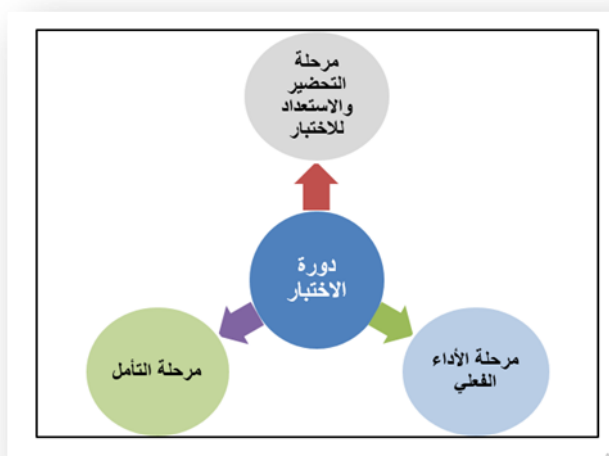 مرحلة
التحضير
والاستعداد
للاختبار
دورة
الاختبار
مرحلة الأداء
الفعلي
مرحلة التأمل